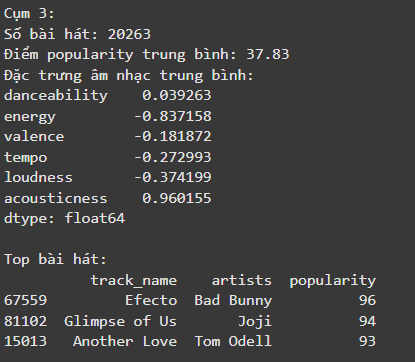 Cụm 3:
Số bài hát: 20263
Điểm popularity trung bình: 37.83
Đặc trưng âm nhạc trung bình:
danceability    0.039263
energy         -0.837158
valence        -0.181872
tempo          -0.272993
loudness       -0.374199
acousticness    0.960155
dtype: float64

Top bài hát:
            track_name    artists  popularity
67559           Efecto  Bad Bunny          96
81102  Glimpse of Us       Joji          94
15013   Another Love  Tom Odell          93